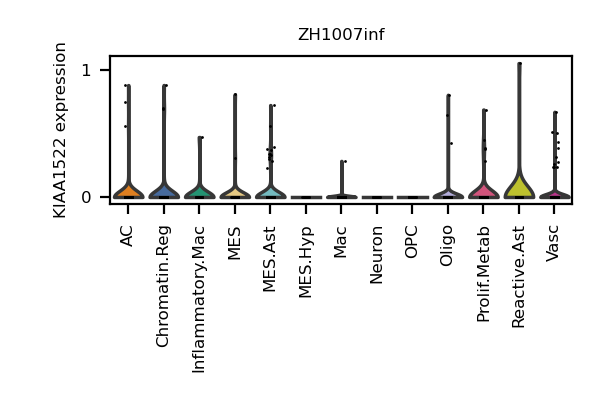 ZH1007inf
KIAA1522 expression
1
0
AC
Chromatin.Reg
Inflammatory.Mac
MES
MES.Ast
MES.Hyp
Mac
Neuron
OPC
Oligo
Prolif.Metab
Reactive.Ast
Vasc